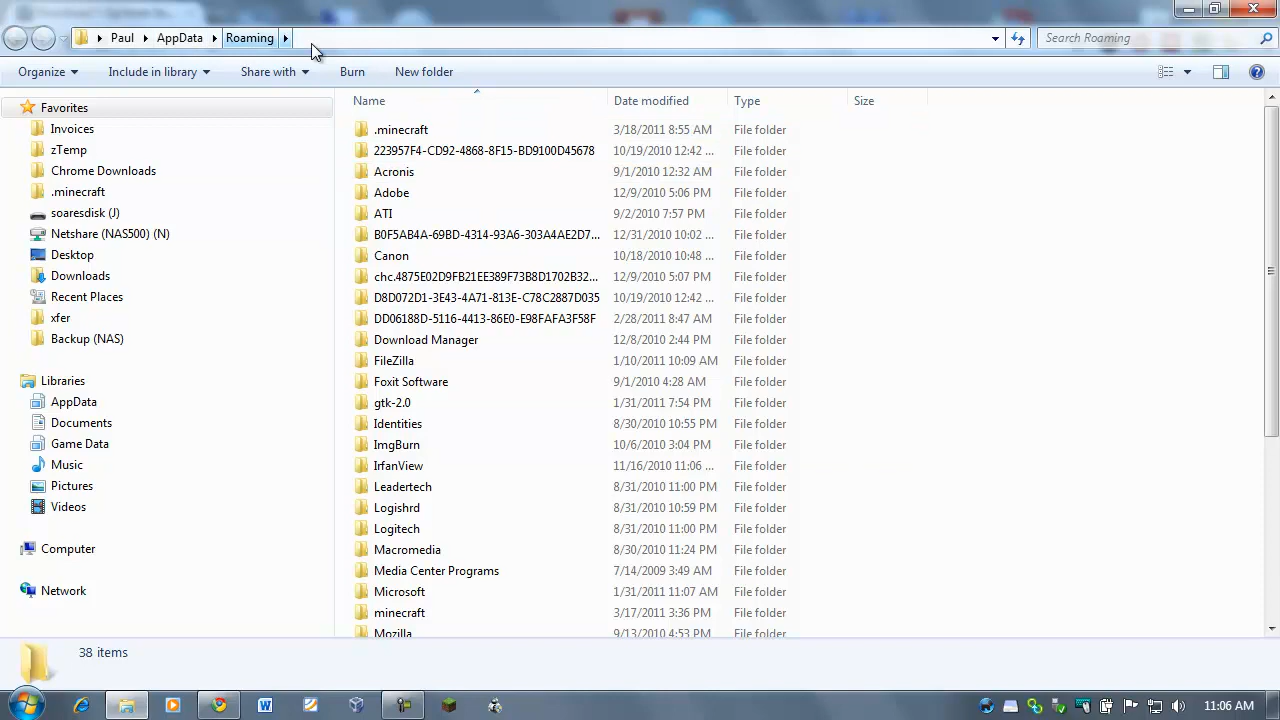 Paul AppData Roaming Search Roaming
Organize Include in library Share with Burn New folder
Favorites
Invoices
zTemp
Chrome Downloads
.minecraft
soaresdisk (J)
Netshare (NAS500) (N)
Desktop
Downloads
Recent Places
xfer
Backup (NAS)
Libraries
AppData
Documents
Game Data
Music
Pictures
Videos
Computer
Network
Name Date modified Type Size
.minecraft 3/18/2011 8:55 AM File folder
223957F4-CD92-4868-8F15-BD9100D45678 10/19/2010 12:42 ... File folder
Acronis 9/1/2010 12:32 AM File folder
Adobe 12/9/2010 5:06 PM File folder
ATI 9/2/2010 7:57 PM File folder
B0F5AB4A-69BD-4314-93A6-303A4AE2D7... 12/31/2010 10:02 ... File folder
Canon 10/18/2010 10:48 ... File folder
chc.4875E02D9FB21EE389F73B8D1702B32... 12/9/2010 5:07 PM File folder
D8D072D1-3E43-4A71-813E-C78C2887D035 10/19/2010 12:42 ... File folder
DD06188D-5116-4413-86E0-E98FAFA3F58F 2/28/2011 8:47 AM File folder
Download Manager 12/8/2010 2:44 PM File folder
FileZilla 1/10/2011 10:09 AM File folder
Foxit Software 9/1/2010 4:28 AM File folder
gtk-2.0 1/31/2011 7:54 PM File folder
Identities 8/30/2010 10:55 PM File folder
ImgBurn 10/6/2010 3:04 PM File folder
IrfanView 11/16/2010 11:06 ... File folder
Leadertech 8/31/2010 11:00 PM File folder
Logishrd 8/31/2010 10:59 PM File folder
Logitech 8/31/2010 11:00 PM File folder
Macromedia 8/30/2010 11:24 PM File folder
Media Center Programs 7/14/2009 3:49 AM File folder
Microsoft 1/31/2011 11:07 AM File folder
minecraft 3/17/2011 3:36 PM File folder
Mozilla 9/13/2010 4:53 PM File folder
38 items
11:06 AM